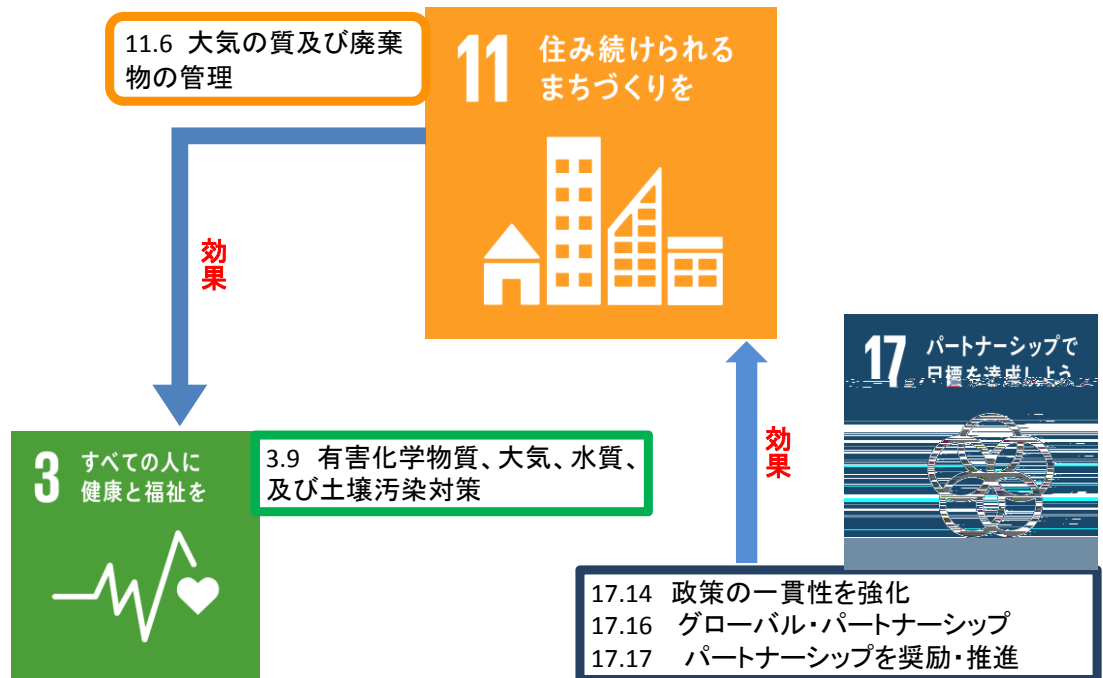 11.6 大気の質及び廃棄
物の管理
11 住み続けられる
まちづくりを
効果
17 パートナーシップで
目標を達成しよう
効果
3 すべての人に
健康と福祉を
3.9 有害化学物質、大気、水質、
及び土壌汚染対策
17.14 政策の一貫性を強化
17.16 グローバル・パートナーシップ
17.17 パートナーシップを奨励・推進